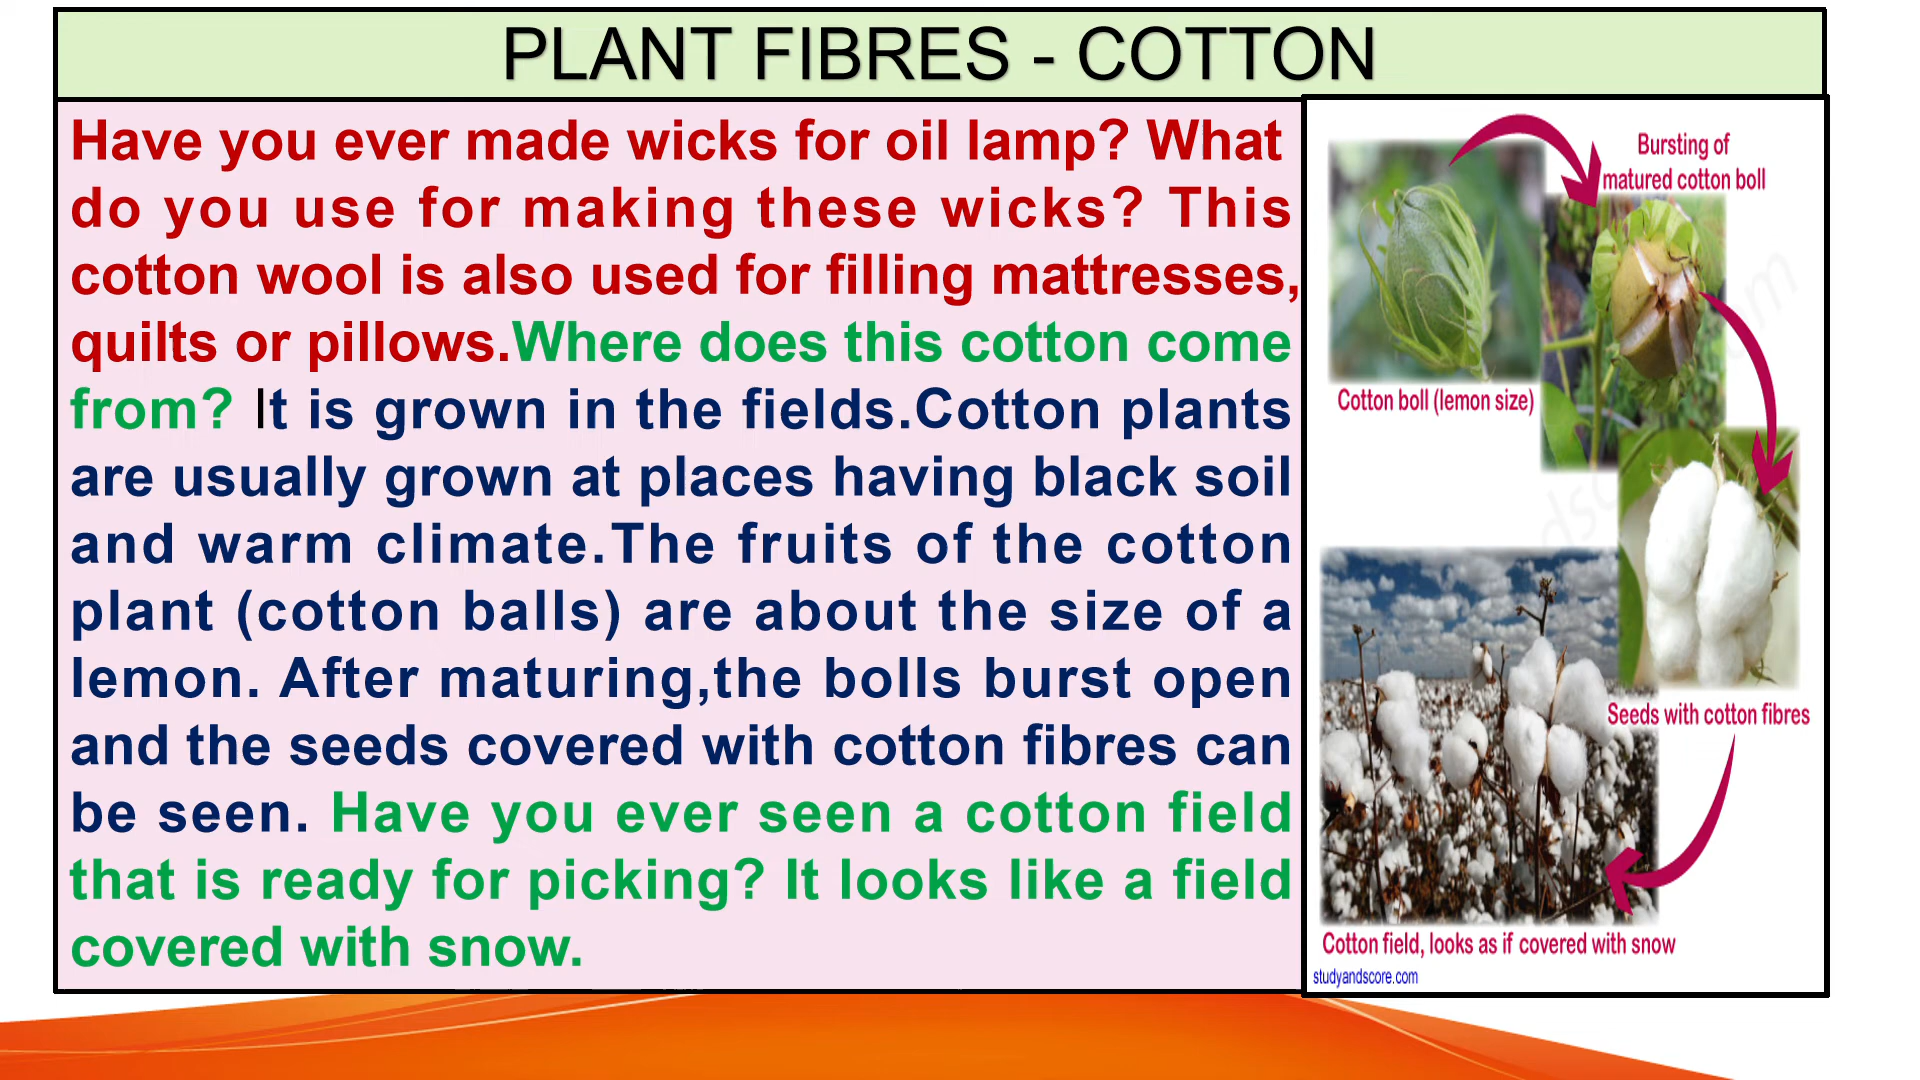 PLANT FIBRES - COTTON
Have you ever made wicks for oil lamp? What
do you use for making these wicks? This
cotton wool is also used for filling mattresses,
quilts or pillows.Where does this cotton come
from? It is grown in the fields.Cotton plants
are usually grown at places having black soil
and warm climate.The fruits of the cotton
plant (cotton balls) are about the size of a
lemon. After maturing,the bolls burst open
and the seeds covered with cotton fibres can
be seen. Have you ever seen a cotton field
that is ready for picking? It looks like a field
covered with snow.
Bursting of
matured cotton boll
Cotton boll (lemon size)
Seeds with cotton fibres
Cotton field, looks as if covered with snow
studyandscore.com